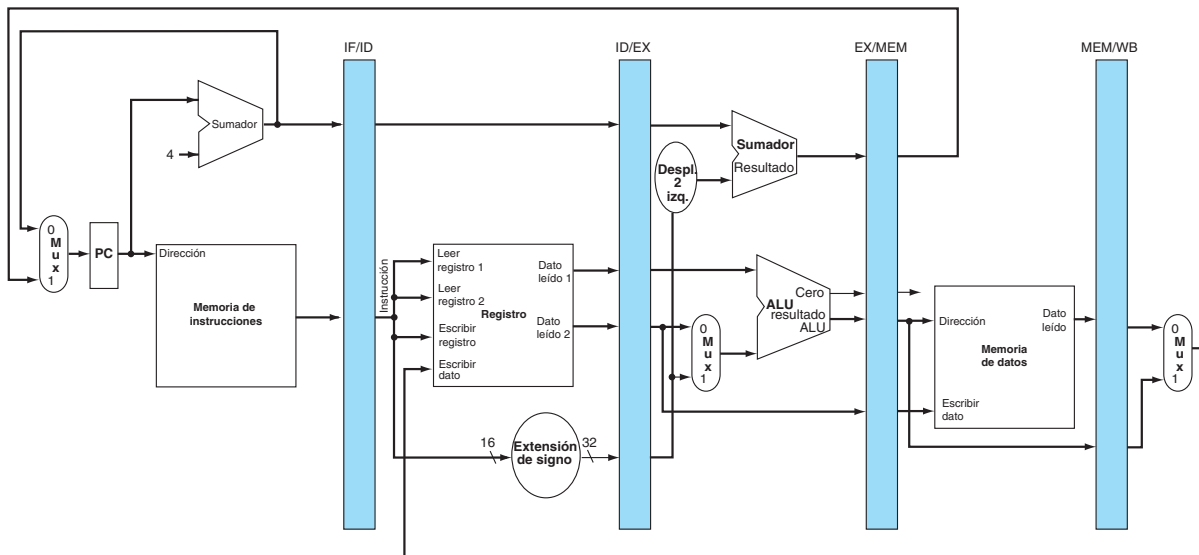 IF/ID
ID/EX
EX/MEM
MEM/WB
Sumador
4
Sumador
Resultado
Despl.
2
izq.
0
M
u
x
1
PC
Dirección
Memoria de
instrucciones
Instrucción
Leer
registro 1
Leer
registro 2
Escribir
registro
Escribir
dato
Registro
Dato
leído 1
Dato
leído 2
16
Extensión
de signo
32
0
M
u
x
1
ALU
Cero
resultado
ALU
Dirección
Dato
leído
Memoria
de datos
Escribir
dato
0
M
u
x
1